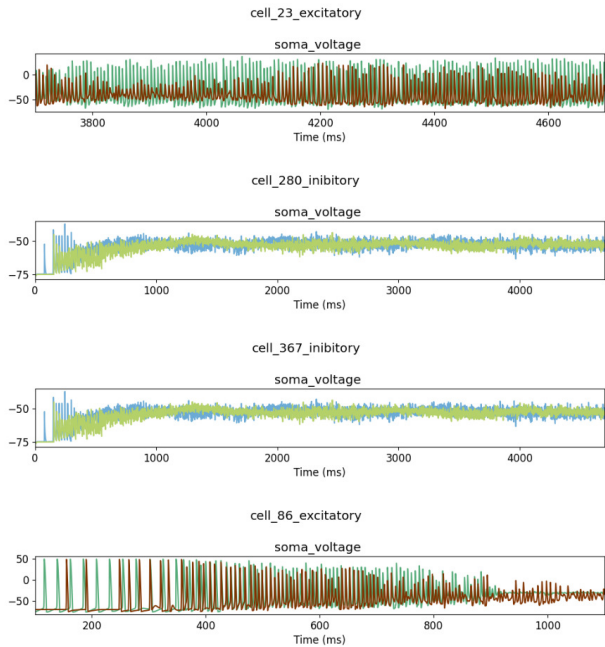 cell_23_excitatory
soma_voltage
0
−50
3800 4000 4200 4400 4600
Time (ms)
cell_280_inibitory
soma_voltage
−50
−75
0 1000 2000 3000 4000
Time (ms)
cell_367_inibitory
soma_voltage
−50
−75
0 1000 2000 3000 4000
Time (ms)
cell_86_excitatory
soma_voltage
50
0
−50
200 400 600 800 1000
Time (ms)